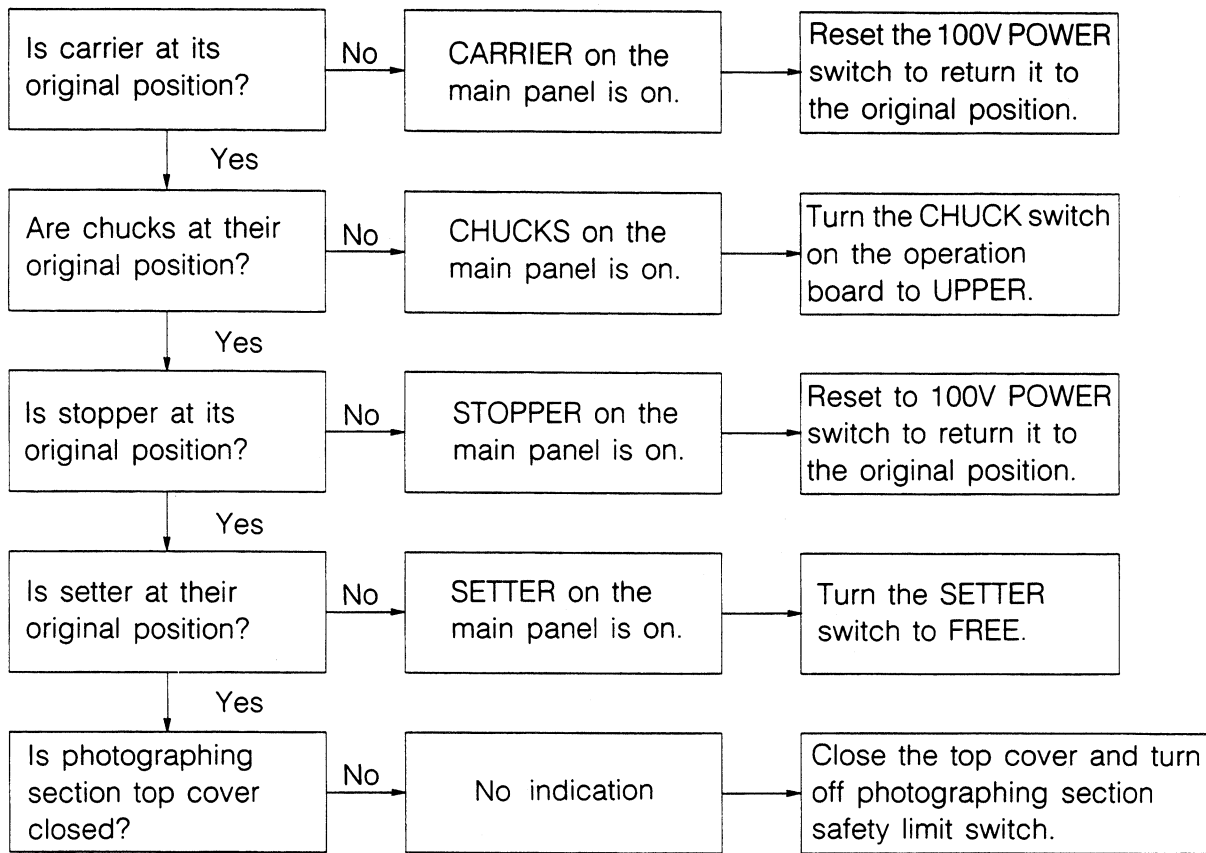 Is carrier at its
original position?
No
CARRIER on the
main panel is on.
Reset the 100V POWER
switch to return it to
the original position.
Yes
Are chucks at their
original position?
No
CHUCKS on the
main panel is on.
Turn the CHUCK switch
on the operation
board to UPPER.
Yes
Is stopper at its
original position?
No
STOPPER on the
main panel is on.
Reset to 100V POWER
switch to return it to
the original position.
Yes
Is setter at their
original position?
No
SETTER on the
main panel is on.
Turn the SETTER
switch to FREE.
Yes
Is photographing
section top cover
closed?
No
No indication
Close the top cover and turn
off photographing section
safety limit switch.